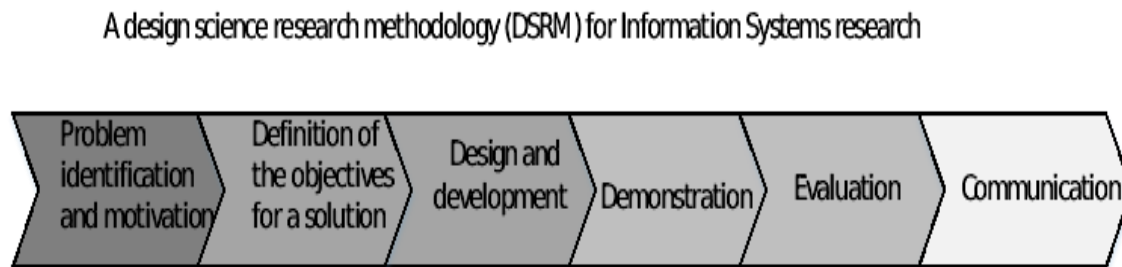 A design science research methodology (DSRM) for Information Systems research
Problem
identification
and motivation
Definition of
the objectives
for a solution
Design and
development
Demonstration
Evaluation
Communication